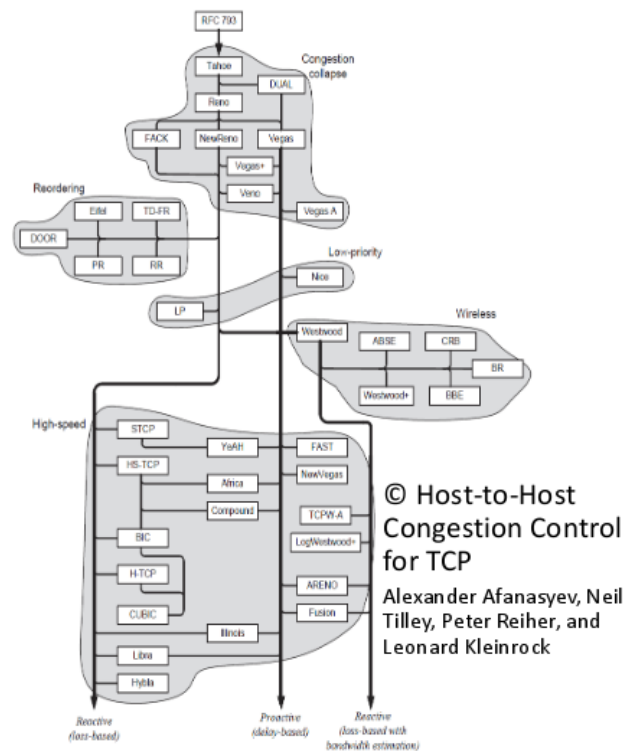 RFC 793
Tahoe
Congestion
collapse
DUAL
Reno
FACK
NewReno
Vegas
Vegas+
Veno
Vegas A
Reordering
Eifel
TD-FR
DOOR
PR
RR
Low-priority
Nice
LP
Wireless
Westwood
ABSE
CRB
BR
Westwood+
BBE
High-speed
STCP
YeAH
FAST
HS-TCP
NewVegas
Africa
Compound
TCPW-A
BIC
LogWestwood+
H-TCP
ARENO
CUBIC
Fusion
Illinois
Libra
Hybla
Reactive
(loss-based)
Proactive
(delay-based)
Reactive
(loss-based with
bandwidth estimation)
© Host-to-Host
Congestion Control
for TCP
Alexander Afanasyev, Neil
Tilley, Peter Reiher, and
Leonard Kleinrock